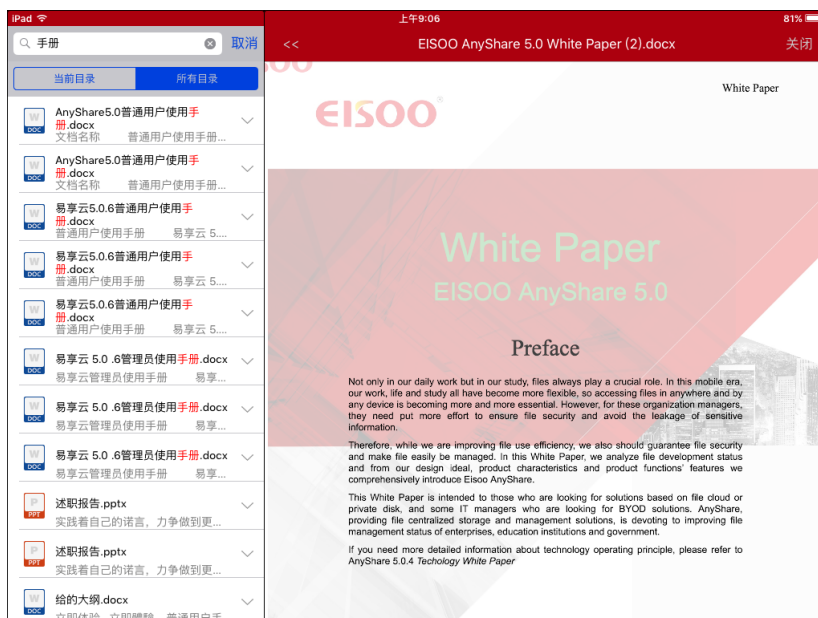 iPad
上午9:06
81%
手册
取消
<<
EISOO AnyShare 5.0 White Paper (2).docx
关闭
当前目录
所有目录
W
DOC
AnyShare5.0普通用户使用手
册.docx
文档名称 普通用户使用手册...
W
DOC
AnyShare5.0普通用户使用手
册.docx
文档名称 普通用户使用手册...
W
DOC
易享云5.0.6普通用户使用手
册.docx
普通用户使用手册 易享云 5....
W
DOC
易享云5.0.6普通用户使用手
册.docx
普通用户使用手册 易享云 5....
W
DOC
易享云5.0.6普通用户使用手
册.docx
普通用户使用手册 易享云 5....
W
DOC
易享云 5.0 .6管理员使用手册.docx
易享云管理员使用手册 易享...
W
DOC
易享云 5.0 .6管理员使用手册.docx
易享云管理员使用手册 易享...
W
DOC
易享云 5.0 .6管理员使用手册.docx
易享云管理员使用手册 易享...
P
PPT
述职报告.pptx
实践着自己的诺言，力争做到更...
P
PPT
述职报告.pptx
实践着自己的诺言，力争做到更...
W
DOC
给的大纲.docx
立即体验 立即體驗 普通用户手
White Paper
EISOO
White Paper
EISOO AnyShare 5.0
Preface
Not only in our daily work but in our study, files always play a crucial role. In this mobile era,
our work, life and study all have become more flexible, so accessing files in anywhere and by
any device is becoming more and more essential. However, for these organization managers,
they need put more effort to ensure file security and avoid the leakage of sensitive
information.
Therefore, while we are improving file use efficiency, we also should guarantee file security
and make file easily be managed. In this White Paper, we analyze file development status
and from our design ideal, product characteristics and product functions' features we
comprehensively introduce Eisoo AnyShare.
This White Paper is intended to those who are looking for solutions based on file cloud or
private disk, and some IT managers who are looking for BYOD solutions. AnyShare,
providing file centralized storage and management solutions, is devoting to improving file
management status of enterprises, education institutions and government.
If you need more detailed information about technology operating principle, please refer to
AnyShare 5.0.4 Techology White Paper